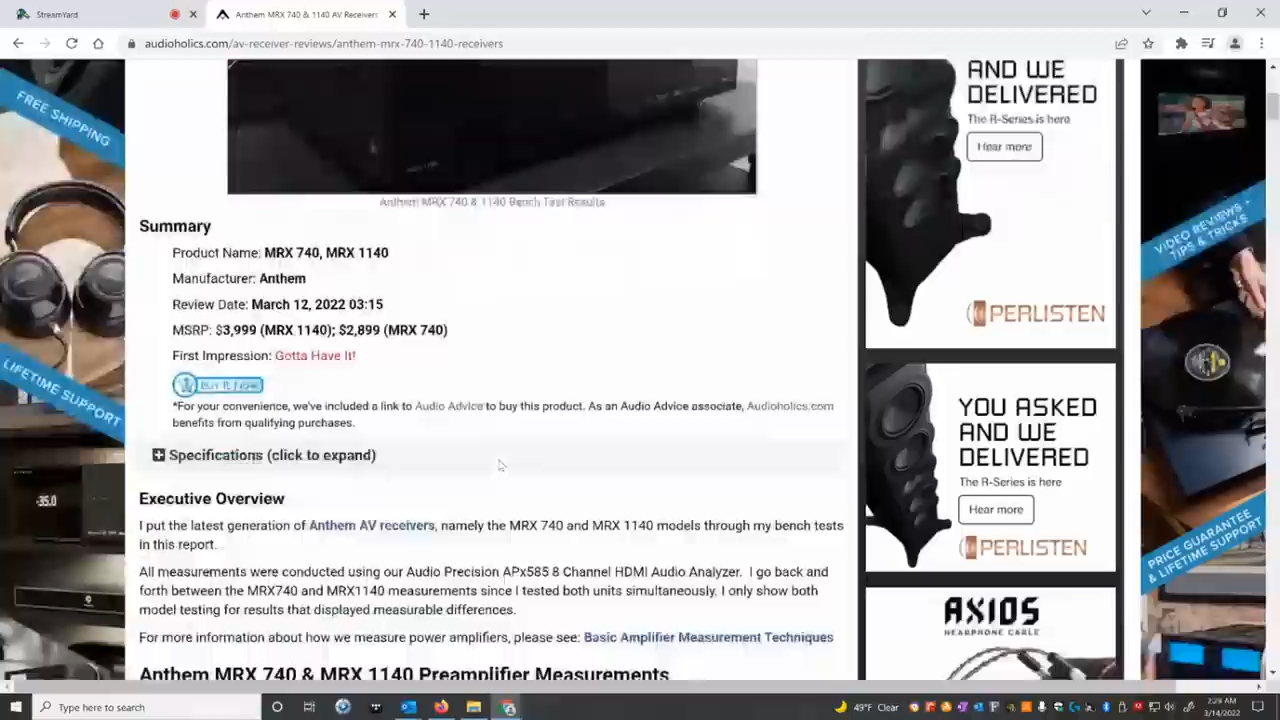 StreamYard
Anthem MRX 740 & 1140 AV Receivers
audioholics.com/av-receiver-reviews/anthem-mrx-740-1140-receivers
FREE SHIPPING
LIFETIME SUPPORT
-35.0
Anthem MRX 740 & 1140 Bench Test Results
Summary
Product Name: MRX 740, MRX 1140
Manufacturer: Anthem
Review Date: March 12, 2022 03:15
MSRP: $3,999 (MRX 1140); $2,899 (MRX 740)
First Impression: Gotta Have It!
BUY IT NOW
*For your convenience, we've included a link to Audio Advice to buy this product. As an Audio Advice associate, Audioholics.com
benefits from qualifying purchases.
Specifications (click to expand)
Executive Overview
I put the latest generation of Anthem AV receivers, namely the MRX 740 and MRX 1140 models through my bench tests
in this report.
All measurements were conducted using our Audio Precision APx585 8 Channel HDMI Audio Analyzer. I go back and
forth between the MRX740 and MRX1140 measurements since I tested both units simultaneously. I only show both
model testing for results that displayed measurable differences.
For more information about how we measure power amplifiers, please see: Basic Amplifier Measurement Techniques
Anthem MRX 740 & MRX 1140 Preamplifier Measurements
AND WE
DELIVERED
The R-Series is here
Hear more
PERLISTEN
YOU ASKED
AND WE
DELIVERED
The R-Series is here
Hear more
PERLISTEN
AXIOS
HEADPHONE CABLE
VIDEO REVIEWS -
TIPS & TRICKS
PRICE GUARANTEE
& LIFETIME SUPPORT
Type here to search
49°F Clear
2:29 AM
3/14/2022